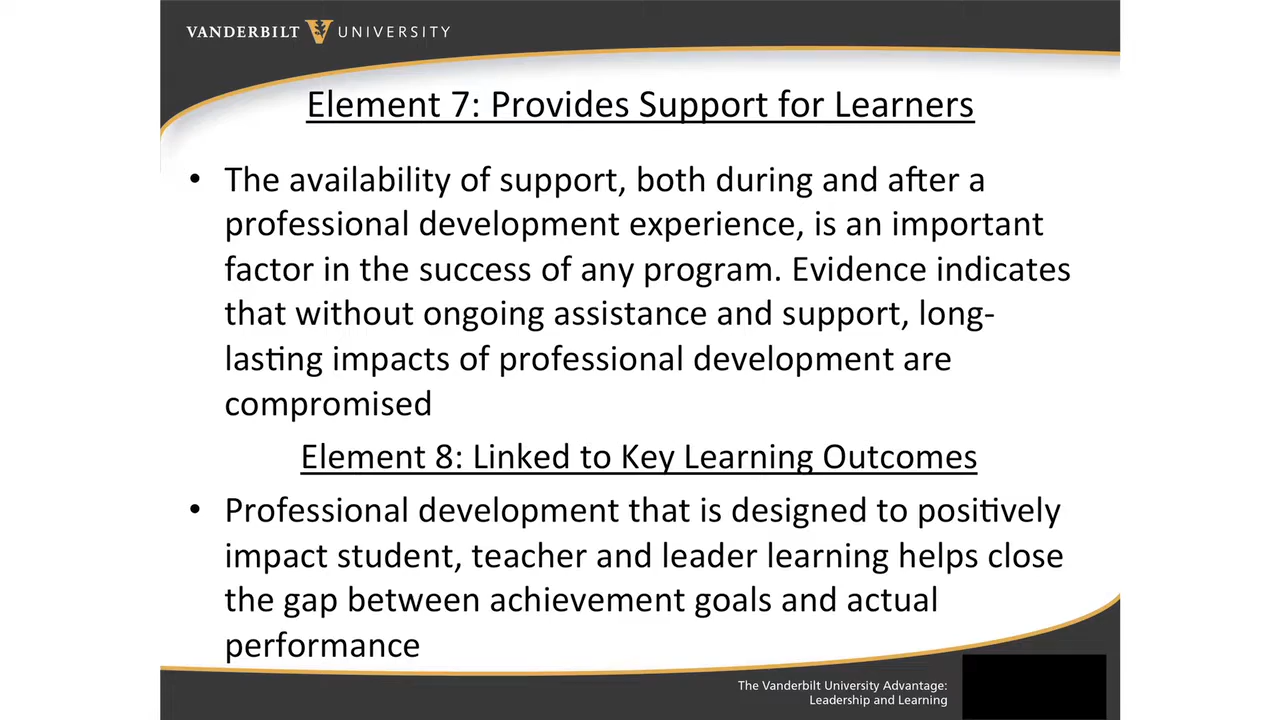 VANDERBILT UNIVERSITY
Element 7: Provides Support for Learners
• The availability of support, both during and after a
professional development experience, is an important
factor in the success of any program. Evidence indicates
that without ongoing assistance and support, long-
lasting impacts of professional development are
compromised
Element 8: Linked to Key Learning Outcomes
• Professional development that is designed to positively
impact student, teacher and leader learning helps close
the gap between achievement goals and actual
performance
The Vanderbilt University Advantage:
Leadership and Learning